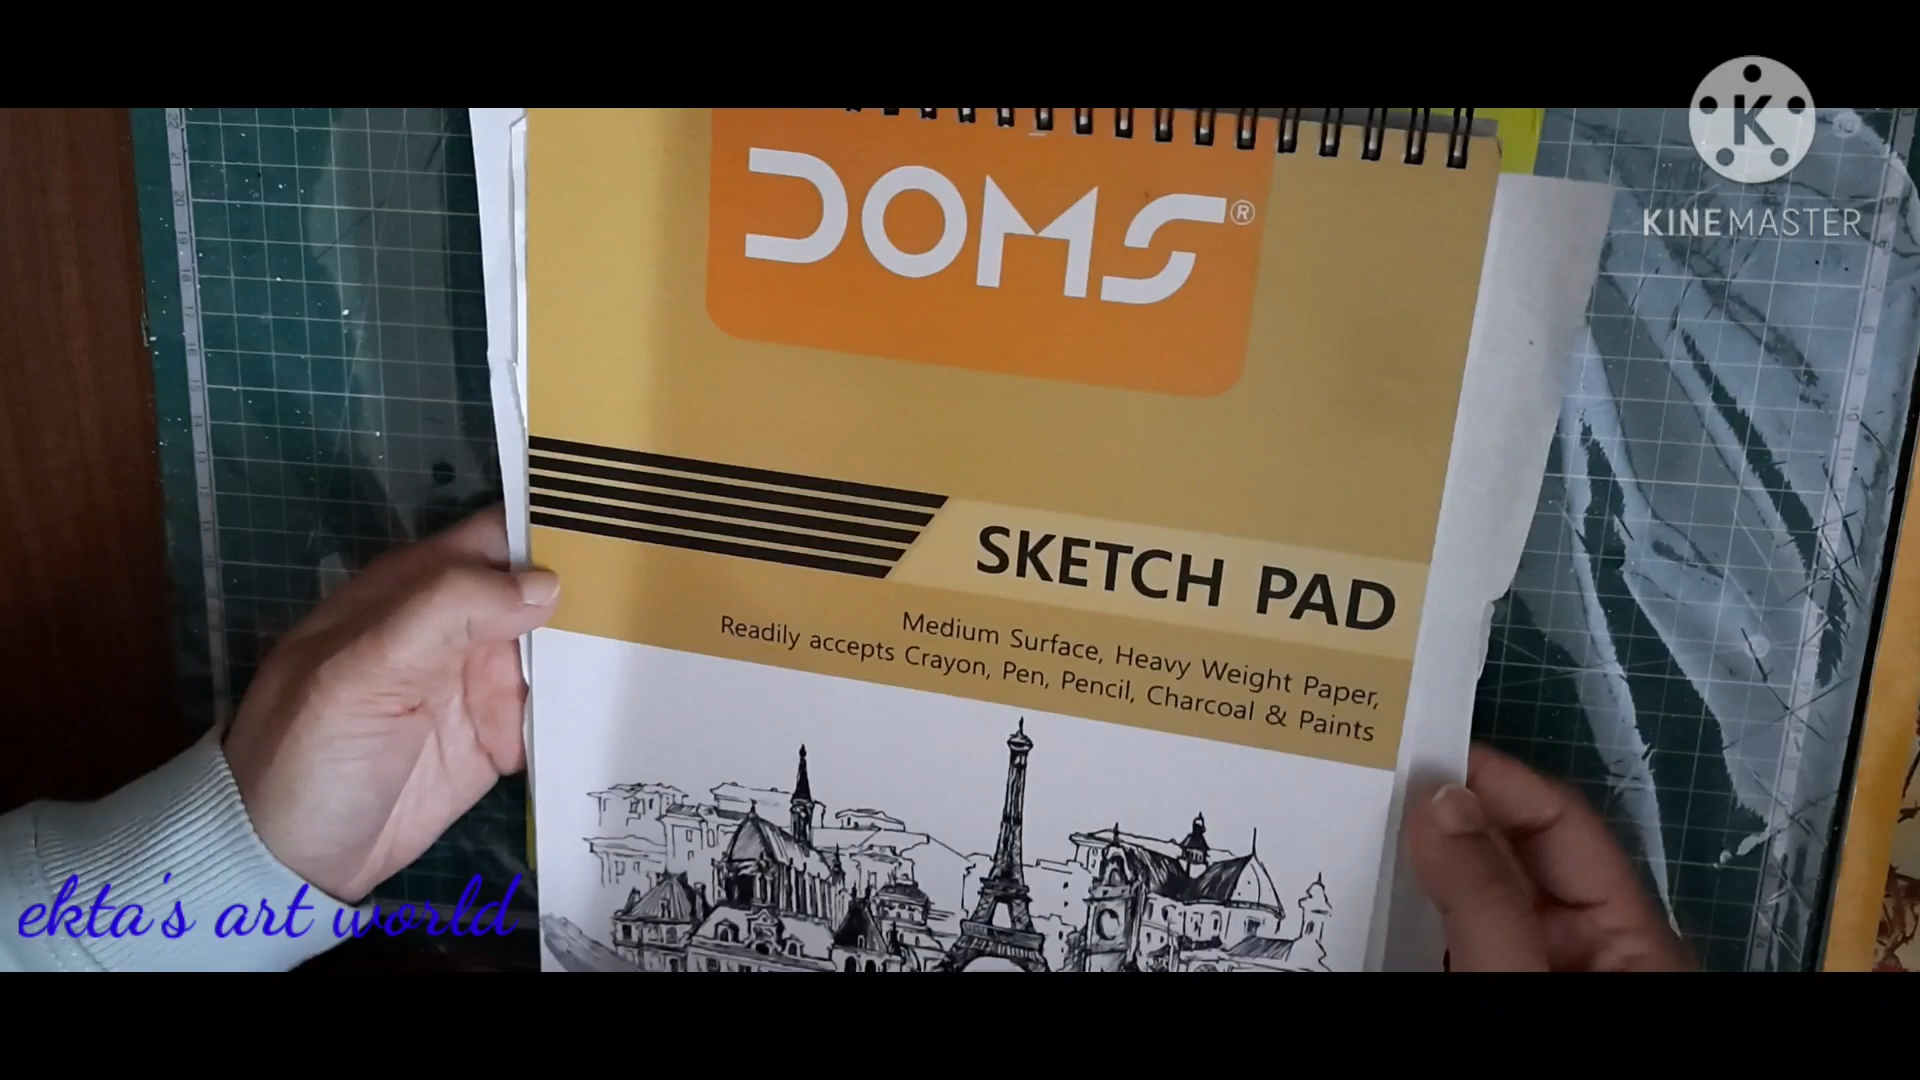 DOMS®
K
KINEMASTER
SKETCH PAD
Medium Surface, Heavy Weight Paper,
Readily accepts Crayon, Pen, Pencil, Charcoal & Paints
ekta's art world